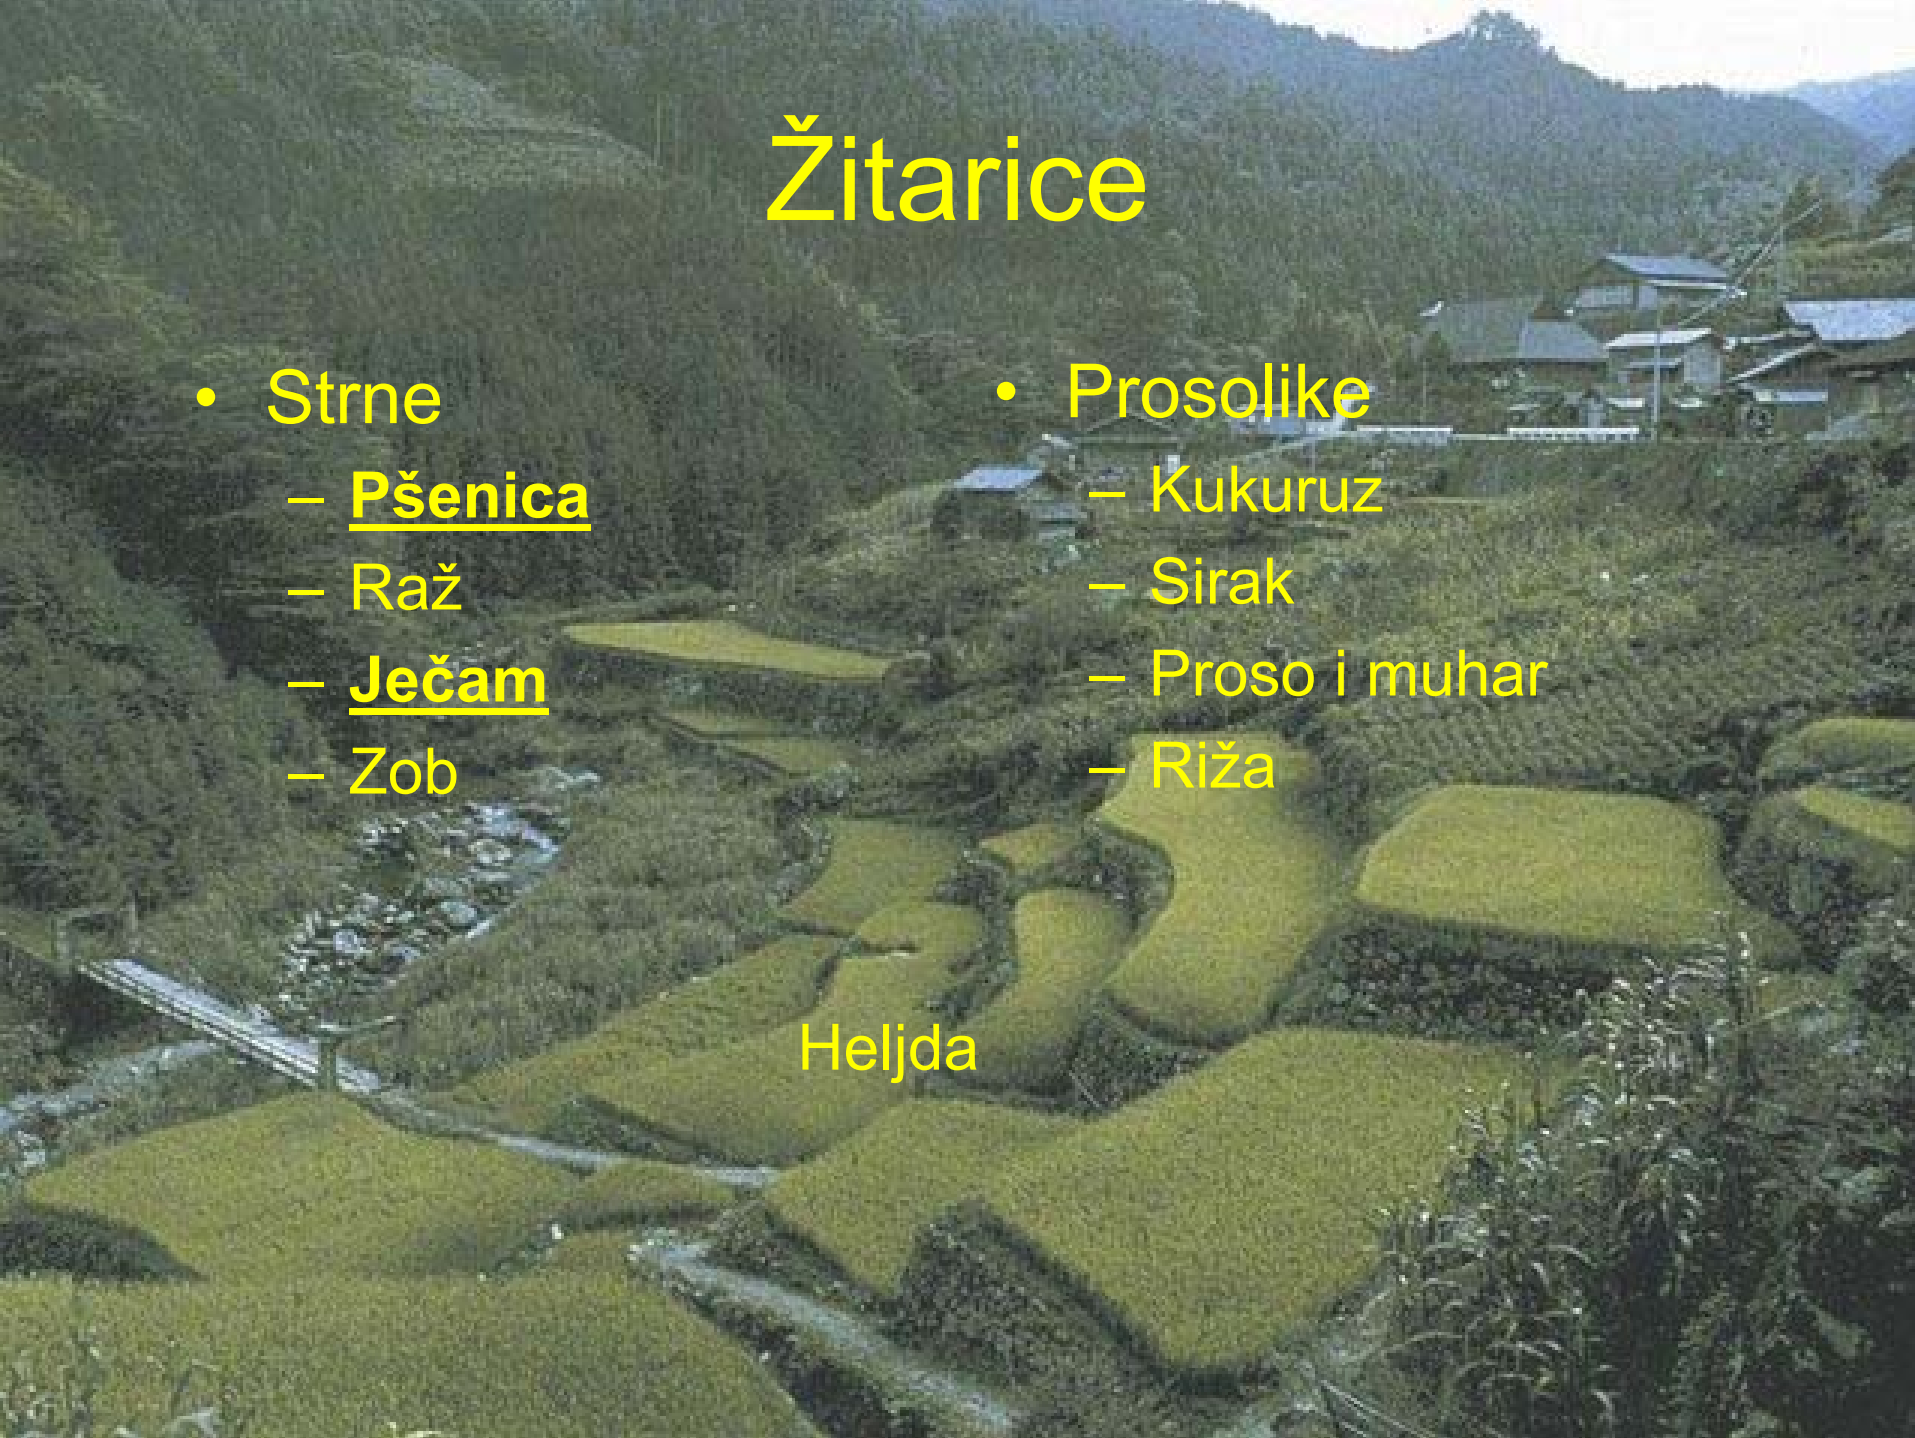 Žitarice
• Strne
– Pšenica
– Raž
– Ječam
– Zob
• Prosolike
– Kukuruz
– Sirak
– Proso i muhar
– Riža
Heljda